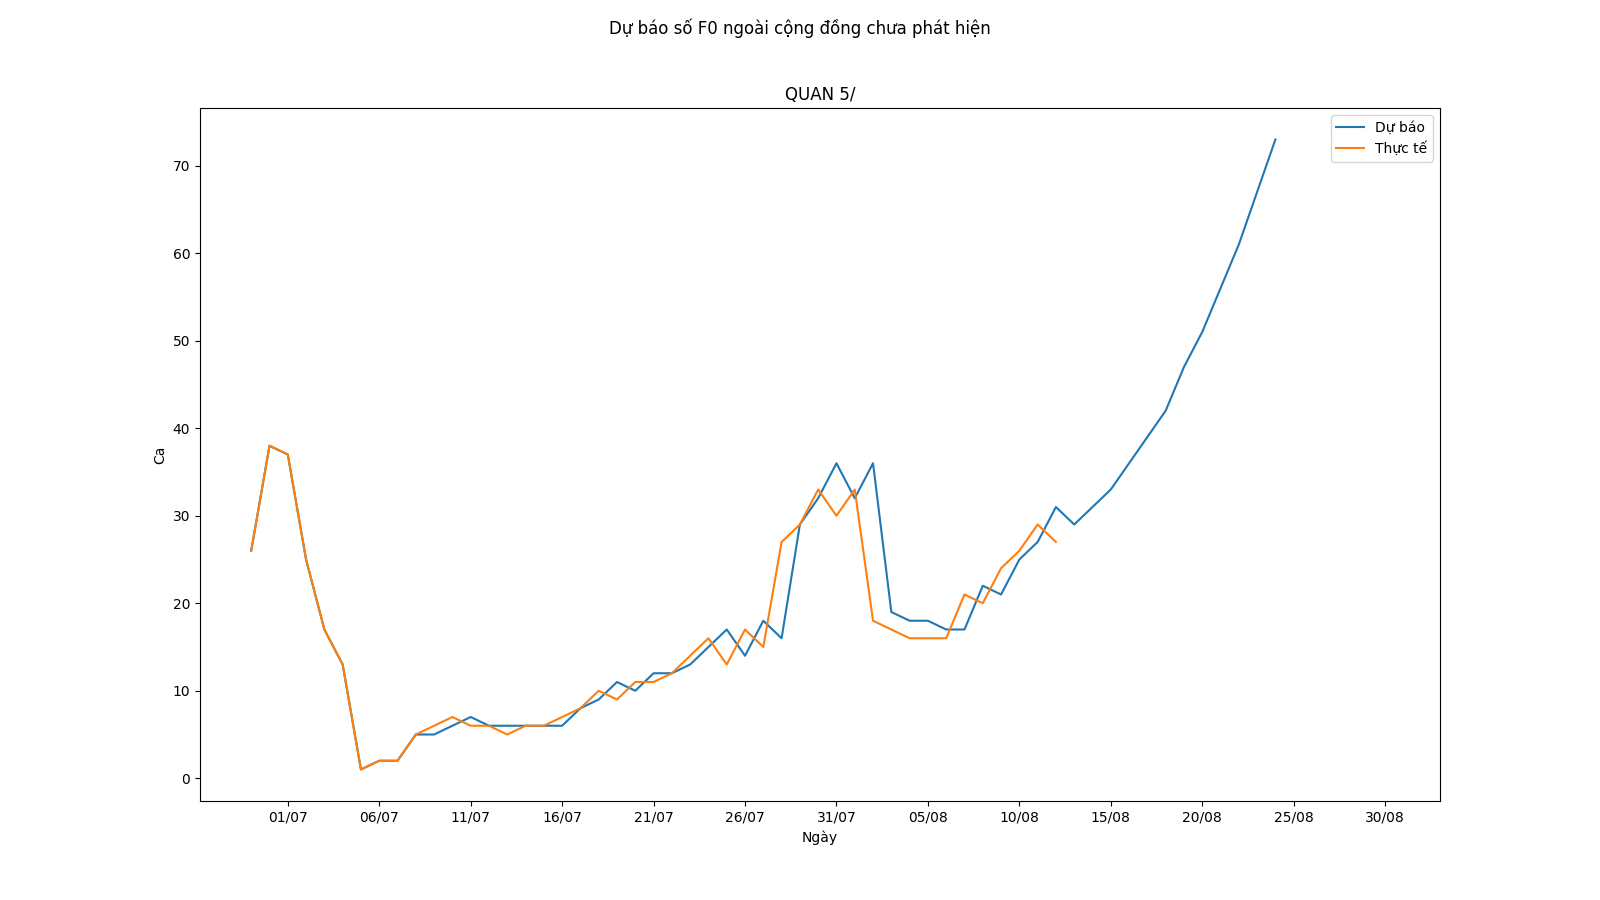 Dự báo số F0 ngoài cộng đồng chưa phát hiện
QUAN 5/
Dự báo
Thực tế
70
60
50
40
30
20
10
0
Ca
01/07 06/07 11/07 16/07 21/07 26/07 31/07 05/08 10/08 15/08 20/08 25/08 30/08
Ngày